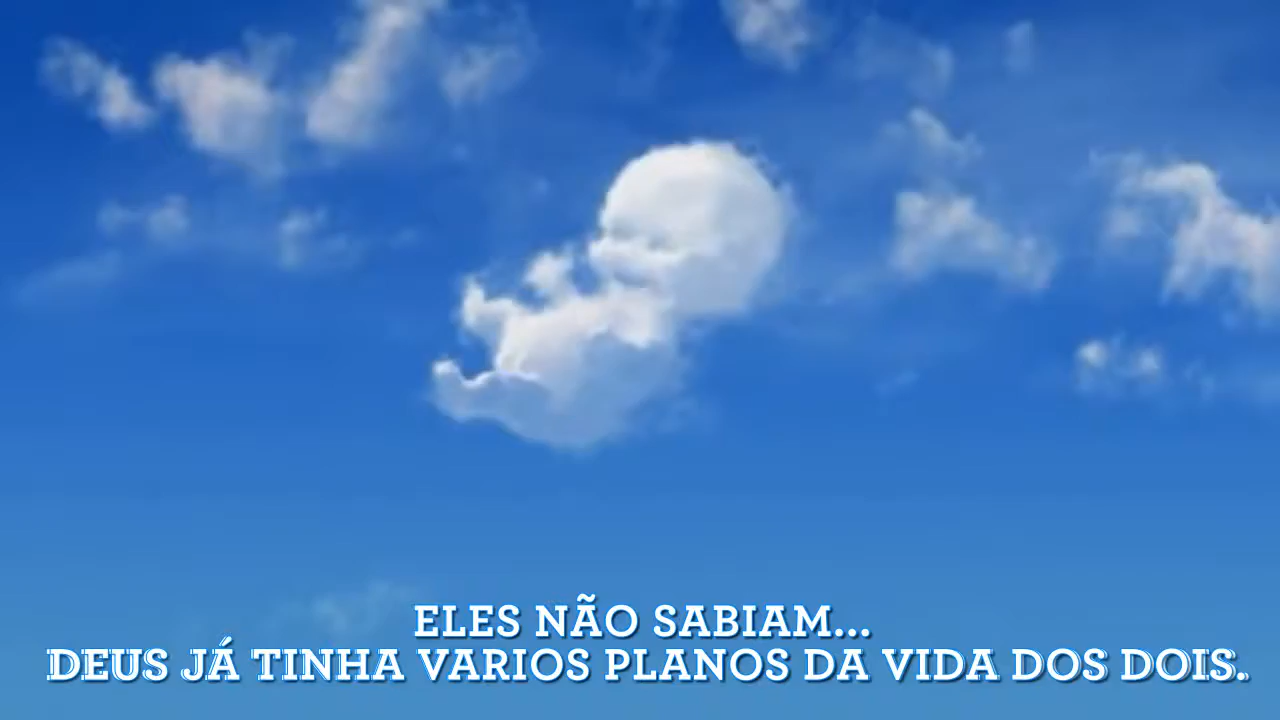 ELES NÃO SABIAM...
DEUS JÁ TINHA VARIOS PLANOS DA VIDA DOS DOIS.